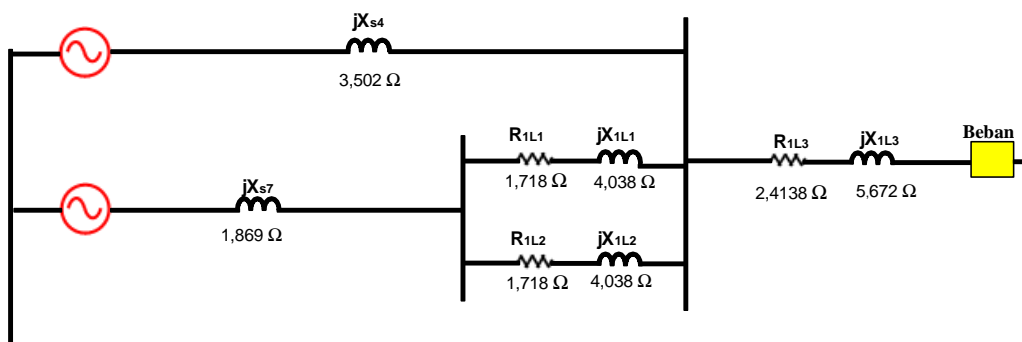 jXs4
3,502 Ω
R1L1
jX1L1
1,718 Ω
4,038 Ω
R1L3
jX1L3
Beban
2,4138 Ω
5,672 Ω
jXs7
1,869 Ω
R1L2
jX1L2
1,718 Ω
4,038 Ω